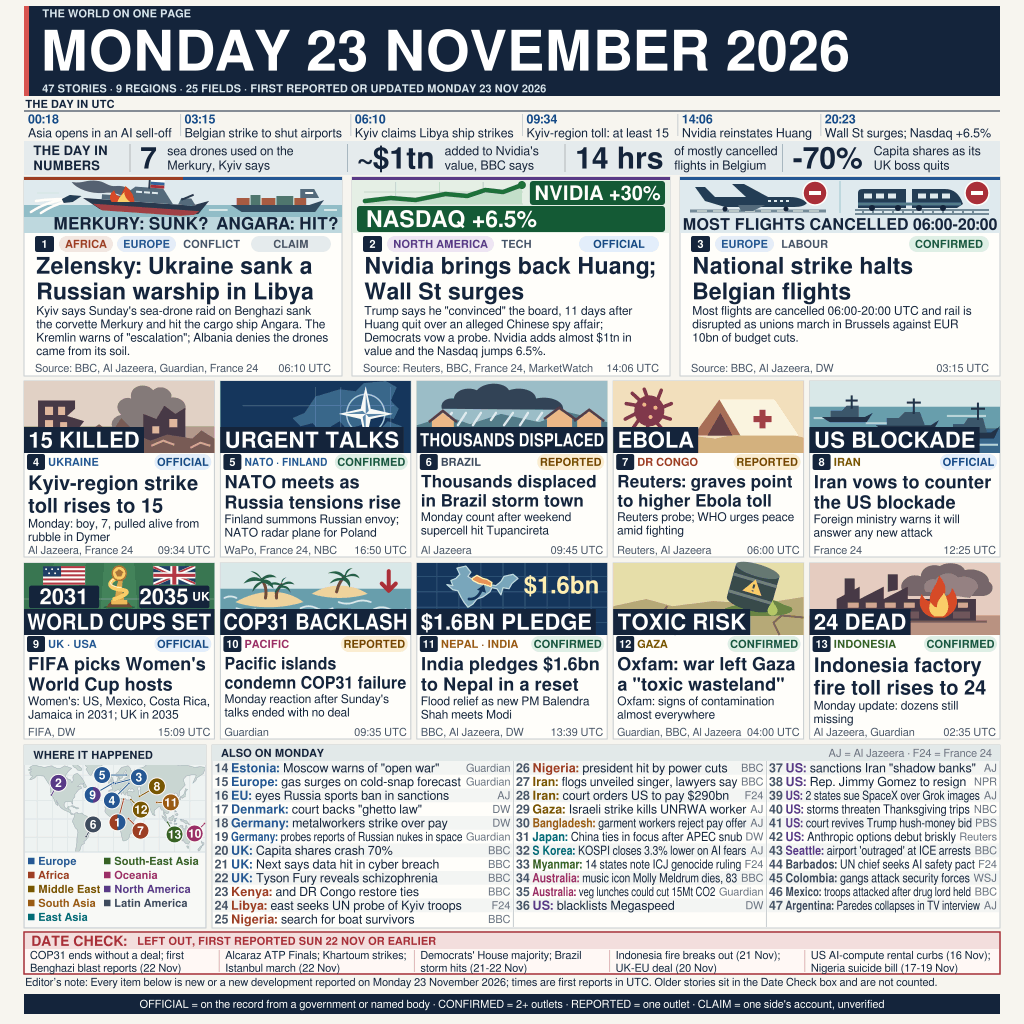 THE WORLD ON ONE PAGE
MONDAY 23 NOVEMBER 2026
47 STORIES · 9 REGIONS · 25 FIELDS · FIRST REPORTED OR UPDATED MONDAY 23 NOV 2026
THE DAY IN UTC
00:18
Asia opens in an AI sell-off
03:15
Belgian strike to shut airports
06:10
Kyiv claims Libya ship strikes
09:34
Kyiv-region toll: at least 15
14:06
Nvidia reinstates Huang
20:23
Wall St surges; Nasdaq +6.5%
THE DAY IN
NUMBERS
7
sea drones used on the
Merkury, Kyiv says
~$1tn
added to Nvidia's
value, BBC says
14 hrs
of mostly cancelled
flights in Belgium
-70%
Capita shares as its
UK boss quits
MERKURY: SUNK? ANGARA: HIT?
1 AFRICA EUROPE CONFLICT CLAIM
Zelensky: Ukraine sank a
Russian warship in Libya
Kyiv says Sunday's sea-drone raid on Benghazi sank
the corvette Merkury and hit the cargo ship Angara. The
Kremlin warns of "escalation"; Albania denies the drones
came from its soil.
Source: BBC, Al Jazeera, Guardian, France 24 06:10 UTC
NVIDIA +30%
NASDAQ +6.5%
2 NORTH AMERICA TECH OFFICIAL
Nvidia brings back Huang;
Wall St surges
Trump says he "convinced" the board, 11 days after
Huang quit over an alleged Chinese spy affair;
Democrats vow a probe. Nvidia adds almost $1tn in
value and the Nasdaq jumps 6.5%.
Source: Reuters, BBC, France 24, MarketWatch 14:06 UTC
MOST FLIGHTS CANCELLED 06:00-20:00
3 EUROPE LABOUR CONFIRMED
National strike halts
Belgian flights
Most flights are cancelled 06:00-20:00 UTC and rail is
disrupted as unions march in Brussels against EUR
10bn of budget cuts.
Source: BBC, Al Jazeera, DW 03:15 UTC
15 KILLED
4 UKRAINE OFFICIAL
Kyiv-region strike
toll rises to 15
Monday: boy, 7, pulled alive from
rubble in Dymer
Al Jazeera, France 24 09:34 UTC
URGENT TALKS
5 NATO · FINLAND CONFIRMED
NATO meets as
Russia tensions rise
Finland summons Russian envoy;
NATO radar plane for Poland
WaPo, France 24, NBC 16:50 UTC
THOUSANDS DISPLACED
6 BRAZIL REPORTED
Thousands displaced
in Brazil storm town
Monday count after weekend
supercell hit Tupancireta
Al Jazeera 09:45 UTC
EBOLA
7 DR CONGO REPORTED
Reuters: graves point
to higher Ebola toll
Reuters probe; WHO urges peace
amid fighting
Reuters, Al Jazeera 06:00 UTC
US BLOCKADE
8 IRAN OFFICIAL
Iran vows to counter
the US blockade
Foreign ministry warns it will
answer any new attack
France 24 12:25 UTC
2031 2035 UK
WORLD CUPS SET
9 UK · USA OFFICIAL
FIFA picks Women's
World Cup hosts
Women's: US, Mexico, Costa Rica,
Jamaica in 2031; UK in 2035
FIFA, DW 15:09 UTC
COP31 BACKLASH
10 PACIFIC REPORTED
Pacific islands
condemn COP31 failure
Monday reaction after Sunday's
talks ended with no deal
Guardian 09:35 UTC
$1.6bn
$1.6BN PLEDGE
11 NEPAL · INDIA CONFIRMED
India pledges $1.6bn
to Nepal in a reset
Flood relief as new PM Balendra
Shah meets Modi
BBC, Al Jazeera, DW 13:39 UTC
TOXIC RISK
12 GAZA CONFIRMED
Oxfam: war left Gaza
a "toxic wasteland"
Oxfam: signs of contamination
almost everywhere
Guardian, BBC, Al Jazeera 04:00 UTC
24 DEAD
13 INDONESIA CONFIRMED
Indonesia factory
fire toll rises to 24
Monday update: dozens still
missing
Al Jazeera, Guardian 02:35 UTC
WHERE IT HAPPENED
2
5
3
8
9
4
11
12
6
1
7
13
10
Europe
South-East Asia
Africa
Oceania
Middle East
North America
South Asia
Latin America
East Asia
ALSO ON MONDAY
AJ = Al Jazeera · F24 = France 24
14 Estonia: Moscow warns of "open war" Guardian
15 Europe: gas surges on cold-snap forecast Guardian
16 EU: eyes Russia sports ban in sanctions AJ
17 Denmark: court backs "ghetto law" DW
18 Germany: metalworkers strike over pay DW
19 Germany: probes reports of Russian nukes in space Guardian
20 UK: Capita shares crash 70% BBC
21 UK: Next says data hit in cyber breach BBC
22 UK: Tyson Fury reveals schizophrenia BBC
23 Kenya: and DR Congo restore ties BBC
24 Libya: east seeks UN probe of Kyiv troops F24
25 Nigeria: search for boat survivors BBC
26 Nigeria: president hit by power cuts BBC
27 Iran: flogs unveiled singer, lawyers say BBC
28 Iran: court orders US to pay $290bn F24
29 Gaza: Israeli strike kills UNRWA worker AJ
30 Bangladesh: garment workers reject pay offer AJ
31 Japan: China ties in focus after APEC snub DW
32 S Korea: KOSPI closes 3.3% lower on AI fears AJ
33 Myanmar: 14 states note ICJ genocide ruling F24
34 Australia: music icon Molly Meldrum dies, 83 BBC
35 Australia: veg lunches could cut 15Mt CO2 Guardian
36 US: blacklists Megaspeed DW
37 US: sanctions Iran "shadow banks" AJ
38 US: Rep. Jimmy Gomez to resign NPR
39 US: 2 states sue SpaceX over Grok images AJ
40 US: storms threaten Thanksgiving trips NBC
41 US: court revives Trump hush-money bid PBS
42 US: Anthropic options debut briskly Reuters
43 Seattle: airport 'outraged' at ICE arrests BBC
44 Barbados: UN chief seeks AI safety pact F24
45 Colombia: gangs attack security forces WSJ
46 Mexico: troops attacked after drug lord held BBC
47 Argentina: Paredes collapses in TV interview AJ
DATE CHECK: LEFT OUT, FIRST REPORTED SUN 22 NOV OR EARLIER
COP31 ends without a deal; first
Benghazi blast reports (22 Nov)
Alcaraz ATP Finals; Khartoum strikes;
Istanbul march (22 Nov)
Democrats' House majority; Brazil
storm hits (21-22 Nov)
Indonesia fire breaks out (21 Nov);
UK-EU deal (20 Nov)
US AI-compute rental curbs (16 Nov);
Nigeria suicide bill (17-19 Nov)
Editor's note: Every item below is new or a new development reported on Monday 23 November 2026; times are first reports in UTC. Older stories sit in the Date Check box and are not counted.
OFFICIAL = on the record from a government or named body · CONFIRMED = 2+ outlets · REPORTED = one outlet · CLAIM = one side's account, unverified